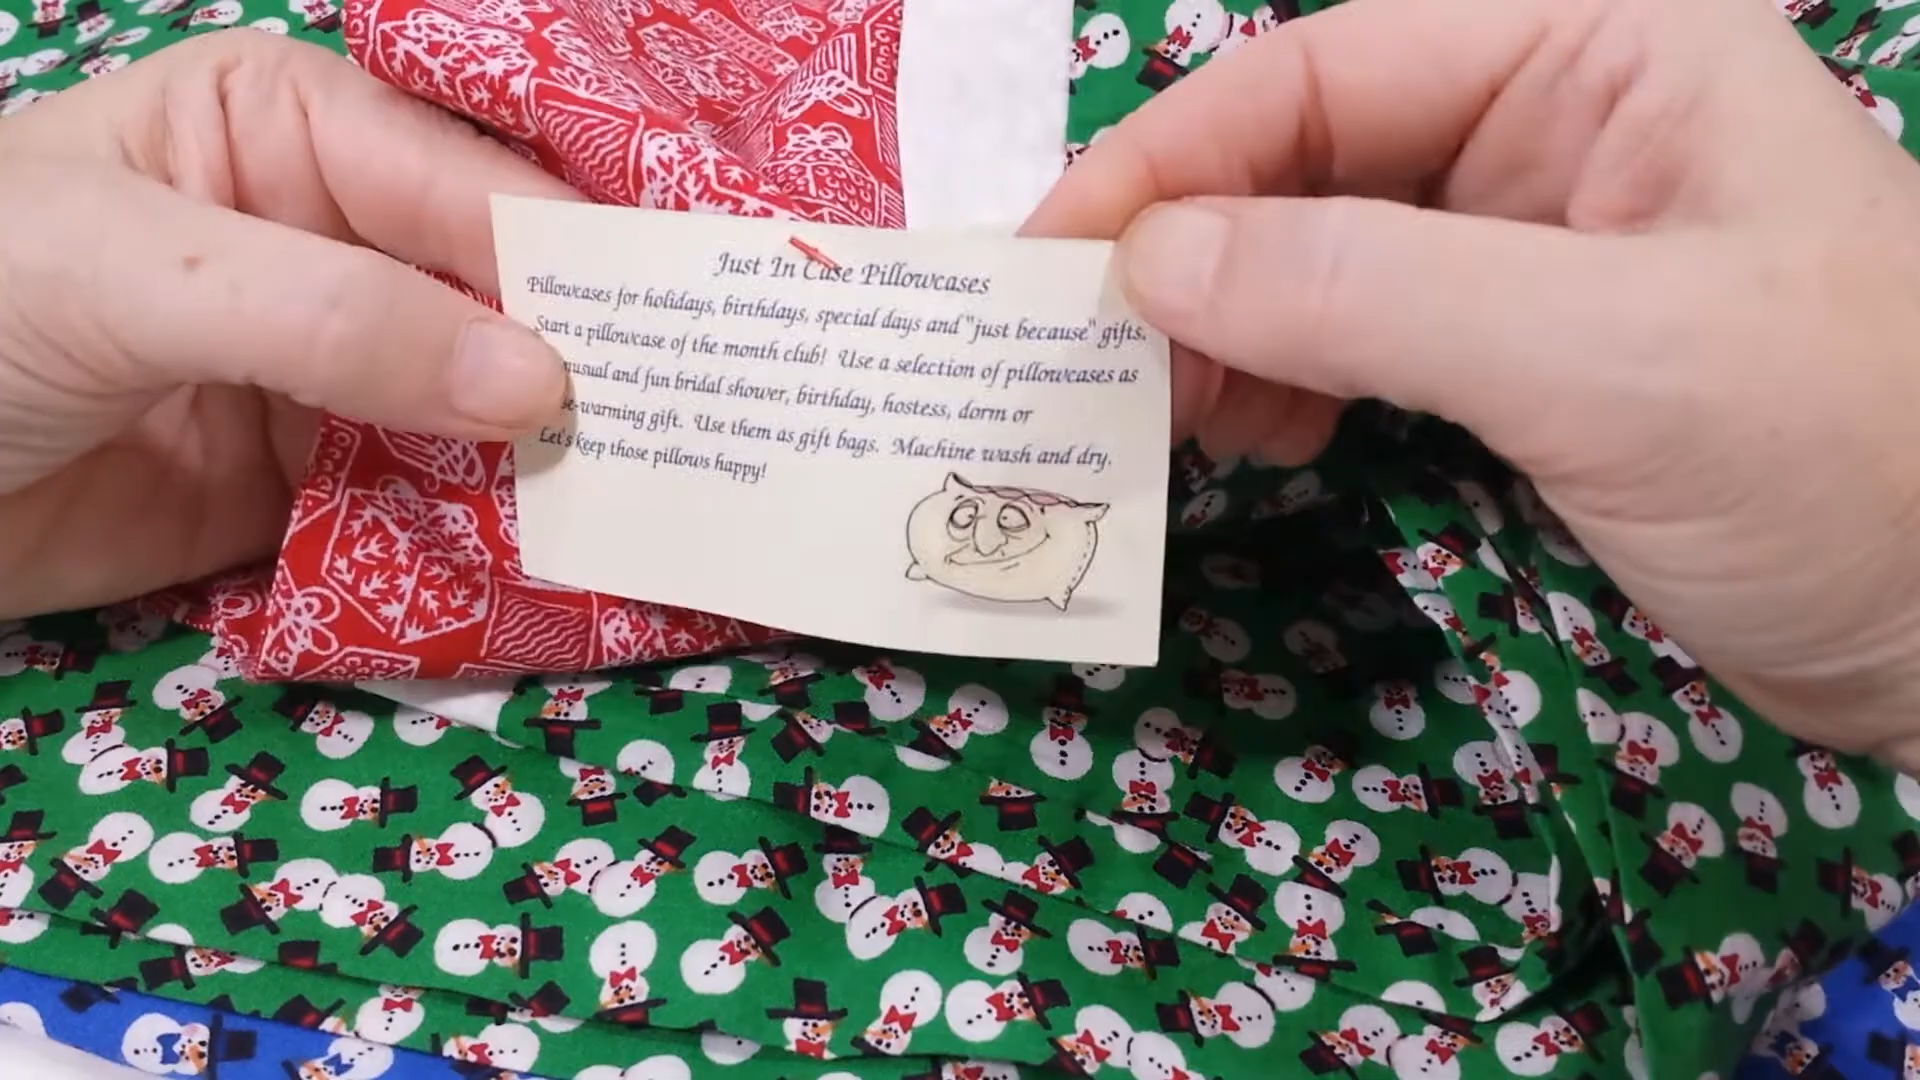 Just In Case Pillowcases
Pillowcases for holidays, birthdays, special days and "just because" gifts.
Start a pillowcase of the month club! Use a selection of pillowcases as
and fun bridal shower, birthday, hostess, dorm or
-warming gift. Use them as gift bags. Machine wash and dry.
Let's keep those pillows happy!